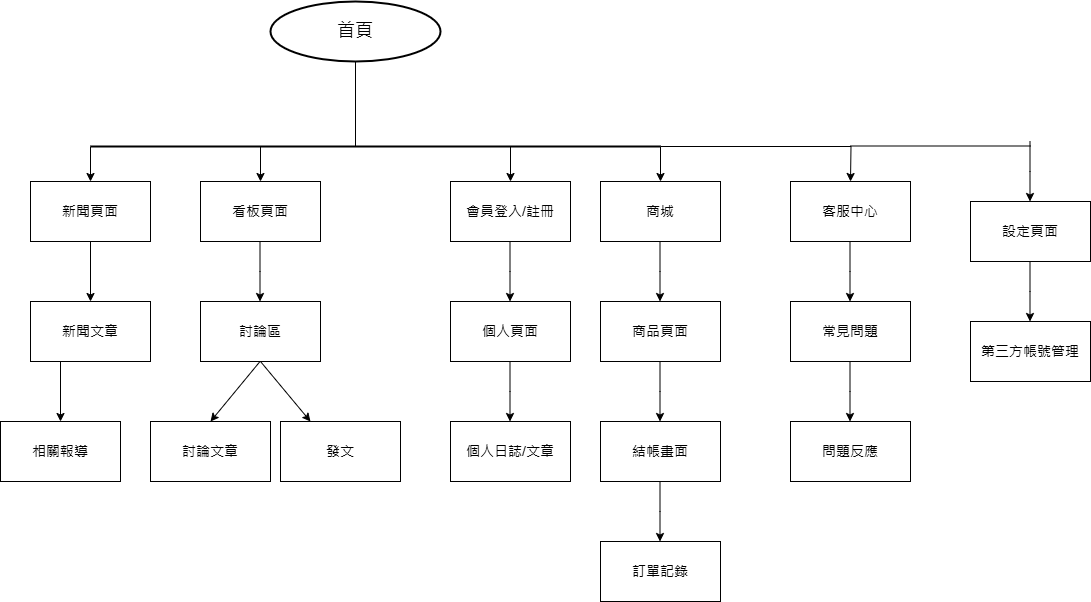 首頁
新聞頁面
看板頁面
會員登入/註冊
商城
客服中心
設定頁面
新聞文章
討論區
個人頁面
商品頁面
常見問題
第三方帳號管理
相關報導
討論文章
發文
個人日誌/文章
結帳畫面
問題反應
訂單記錄